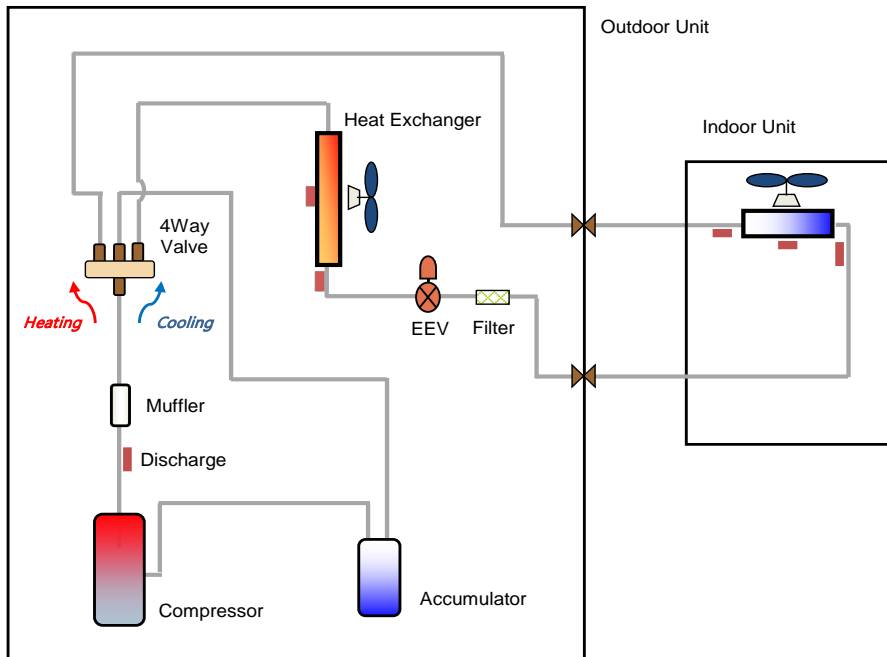 Outdoor Unit
Heat Exchanger
Indoor Unit
4Way
Valve
Heating
Cooling
EEV
Filter
Muffler
Discharge
Compressor
Accumulator